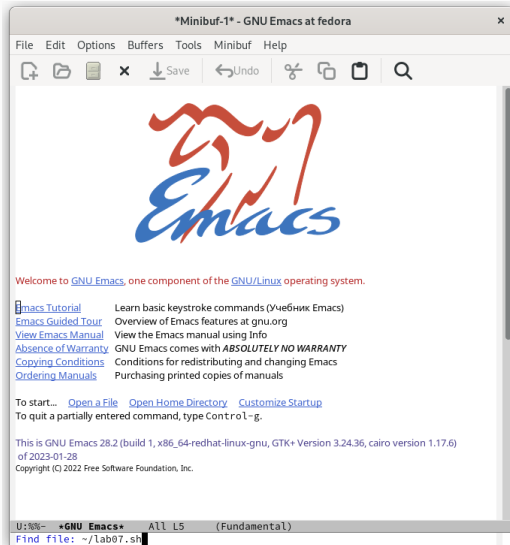 *Minibuf-1* - GNU Emacs at fedora ×
File Edit Options Buffers Tools Minibuf Help
Save Undo
Emacs
Welcome to GNU Emacs, one component of the GNU/Linux operating system.
Emacs Tutorial Learn basic keystroke commands (Учебник Emacs)
Emacs Guided Tour Overview of Emacs features at gnu.org
View Emacs Manual View the Emacs manual using Info
Absence of Warranty GNU Emacs comes with ABSOLUTELY NO WARRANTY
Copying Conditions Conditions for redistributing and changing Emacs
Ordering Manuals Purchasing printed copies of manuals
To start... Open a File Open Home Directory Customize Startup
To quit a partially entered command, type Control-g.
This is GNU Emacs 28.2 (build 1, x86_64-redhat-linux-gnu, GTK+ Version 3.24.36, cairo version 1.17.6)
of 2023-01-28
Copyright (C) 2022 Free Software Foundation, Inc.
U:%%- *GNU Emacs* All L5 (Fundamental)
Find file: ~/lab07.sh